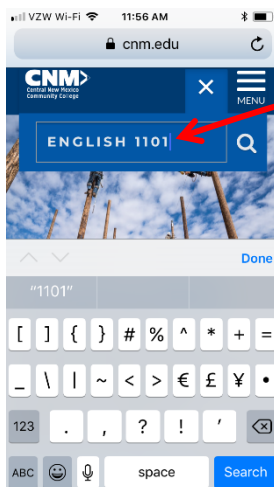 VZW Wi-Fi 11:56 AM
cnm.edu
CNM
Central New Mexico
Community College
MENU
ENGLISH 1101
Done
"1101"
[ ] { } # % ^ * + =
_ \ | ~ < > € £ ¥ •
123 . , ? ! '
ABC space Search